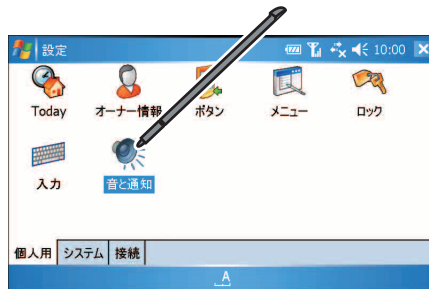 設定 10:00
Today オーナー情報 ボタン メニュー ロック
入力 音と通知
個人用 システム 接続
A